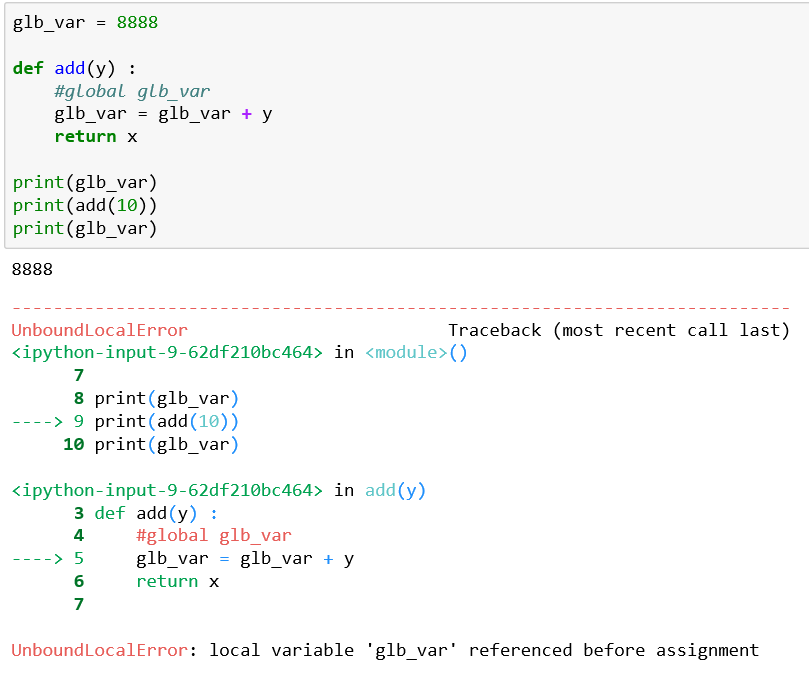 glb_var = 8888
def add(y) :
#global glb_var
glb_var = glb_var + y
return x
print(glb_var)
print(add(10))
print(glb_var)
8888
---------------------------------------------------------------------------
UnboundLocalError Traceback (most recent call last)
<ipython-input-9-62df210bc464> in <module>()
7
8 print(glb_var)
----> 9 print(add(10))
10 print(glb_var)
<ipython-input-9-62df210bc464> in add(y)
3 def add(y) :
4 #global glb_var
----> 5 glb_var = glb_var + y
6 return x
7
UnboundLocalError: local variable 'glb_var' referenced before assignment